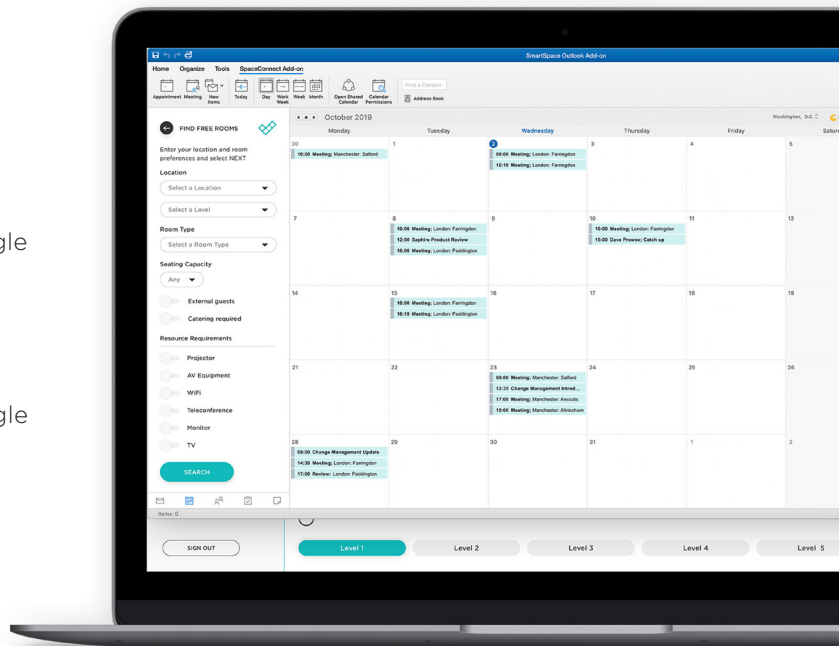 SmartSpace Outlook Add-on
Home Organize Tools SpaceConnect Add-on
Appointment Meeting New Items Today Day Work Week Week Month Open Shared Calendar Calendar Permissions
Find a Contact
Address Book
FIND FREE ROOMS
Enter your location and room
preferences and select NEXT
Location
Select a Location
Select a Level
Room Type
Select a Room Type
Seating Capacity
Any
External guests
Catering required
Resource Requirements
Projector
AV Equipment
WiFi
Teleconference
Monitor
TV
SEARCH
Items: 0
October 2019
Washington, D.C.
Monday Tuesday Wednesday Thursday Friday Satur
30 1 2 3 4 5
10:30 Meeting; Manchester: Salford
09:00 Meeting; London: Farringdon
16:10 Meeting; London: Farringdon
7 8 9 10 11 12
10:00 Meeting; London: Farringdon
12:00 Saphire Product Review
16:00 Meeting; London: Paddington
10:00 Meeting; London: Farringdon
15:00 Dave Prowse; Catch up
14 15 16 17 18 19
10:00 Meeting; London: Farringdon
16:10 Meeting; London: Paddington
21 22 23 24 25 26
09:00 Meeting; Manchester: Salford
12:35 Change Management Introd...
17:00 Meeting; Manchester: Ancoats
18:00 Meeting; Manchester: Altrincham
28 29 30 31 1 2
09:00 Change Management Update
14:30 Meeting; London: Farringdon
17:00 Review; London: Paddington
SIGN OUT
Level 1 Level 2 Level 3 Level 4 Level 5
gle
gle